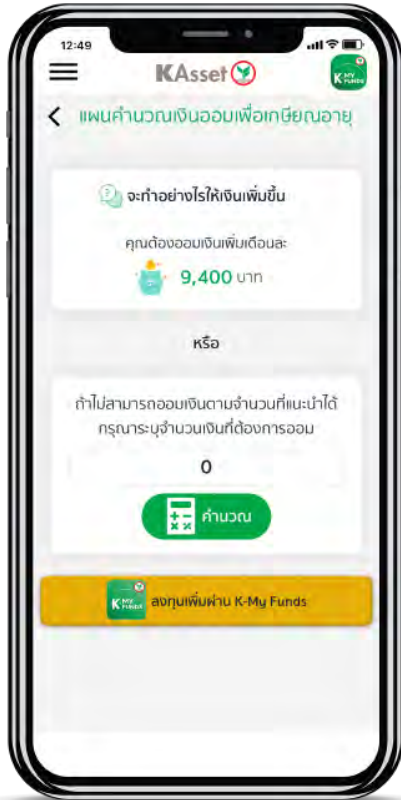 12:49
KAsset
K MY FUNDS
แผนคำนวณเงินออมเพื่อเกษียณอายุ
จะทำอย่างไรให้เงินเพิ่มขึ้น
คุณต้องออมเงินเพิ่มเดือนละ
9,400 บาท
หรือ
ถ้าไม่สามารถออมเงินตามจำนวนที่แนะนำได้
กรุณาระบุจำนวนเงินที่ต้องการออม
0
คำนวณ
K MY FUNDS ลงทุนเพิ่มผ่าน K-My Funds